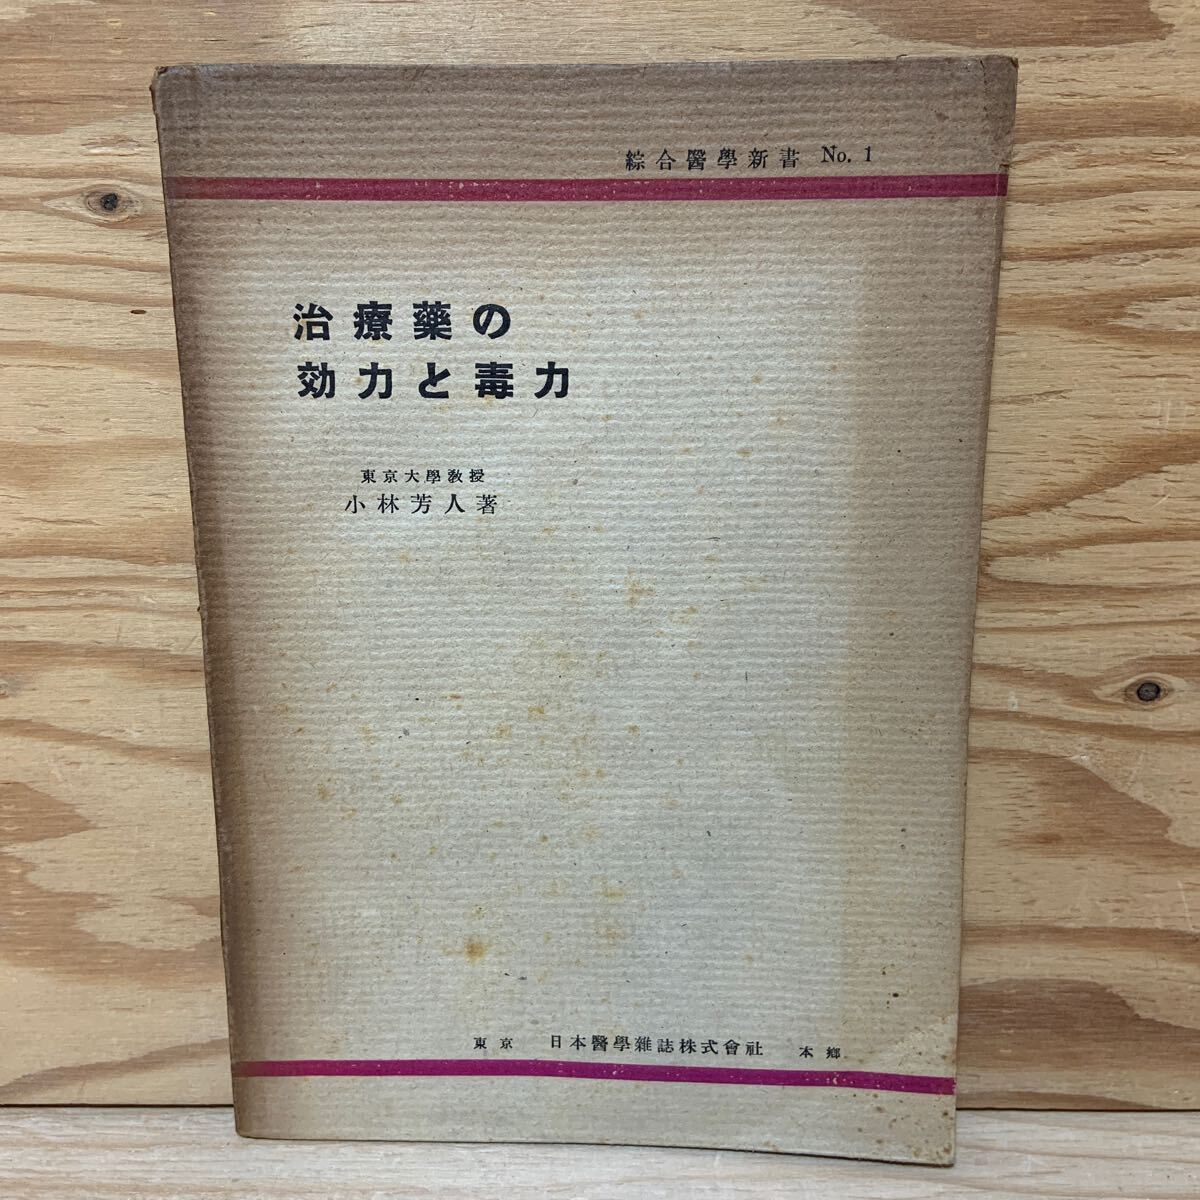 綜合醫學新書 No. 1
治療藥の
効力と毒力
東京大學教授
小林芳人著
東京 日本醫學雜誌株式會社 本鄉